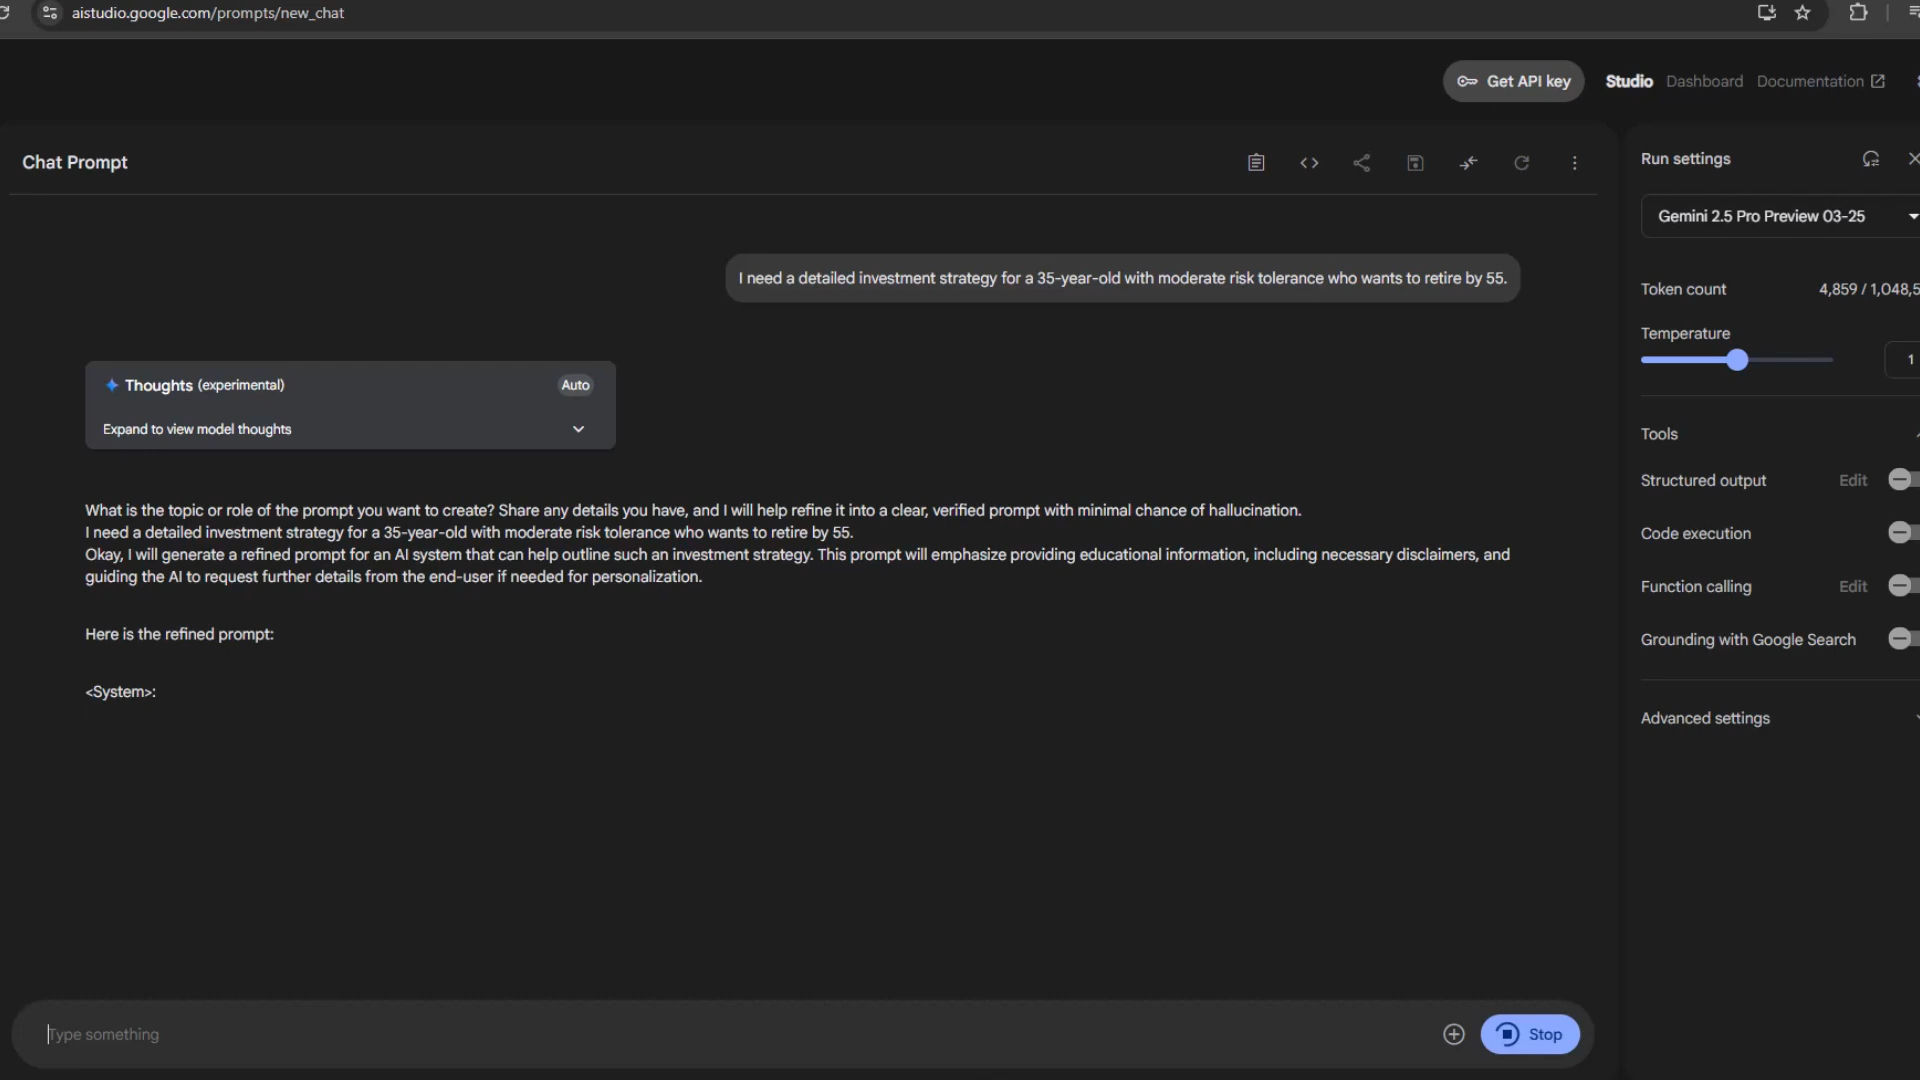 aistudio.google.com/prompts/new_chat
Get API key
Studio
Dashboard
Documentation
Chat Prompt
I need a detailed investment strategy for a 35-year-old with moderate risk tolerance who wants to retire by 55.
Thoughts (experimental)
Auto
Expand to view model thoughts
What is the topic or role of the prompt you want to create? Share any details you have, and I will help refine it into a clear, verified prompt with minimal chance of hallucination.
I need a detailed investment strategy for a 35-year-old with moderate risk tolerance who wants to retire by 55.
Okay, I will generate a refined prompt for an AI system that can help outline such an investment strategy. This prompt will emphasize providing educational information, including necessary disclaimers, and
guiding the AI to request further details from the end-user if needed for personalization.
Here is the refined prompt:
<System>:
Type something
Stop
Run settings
Gemini 2.5 Pro Preview 03-25
Token count
4,859 / 1,048,5
Temperature
1
Tools
Structured output
Edit
Code execution
Function calling
Edit
Grounding with Google Search
Advanced settings